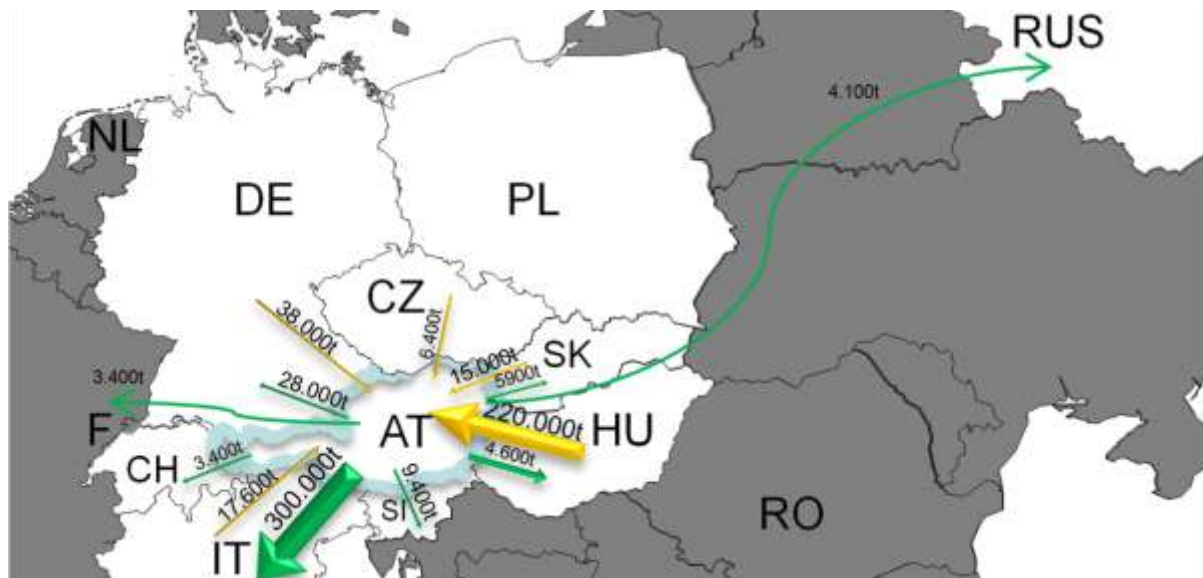 RUS
4.100t
NL
DE
PL
CZ
38.000t
6.400t
SK
15.000t
5900t
3.400t
28.000t
F
AT
220.000t
HU
CH
3.400t
4.600t
17.600t
300.000t
9.400t
SI
RO
IT